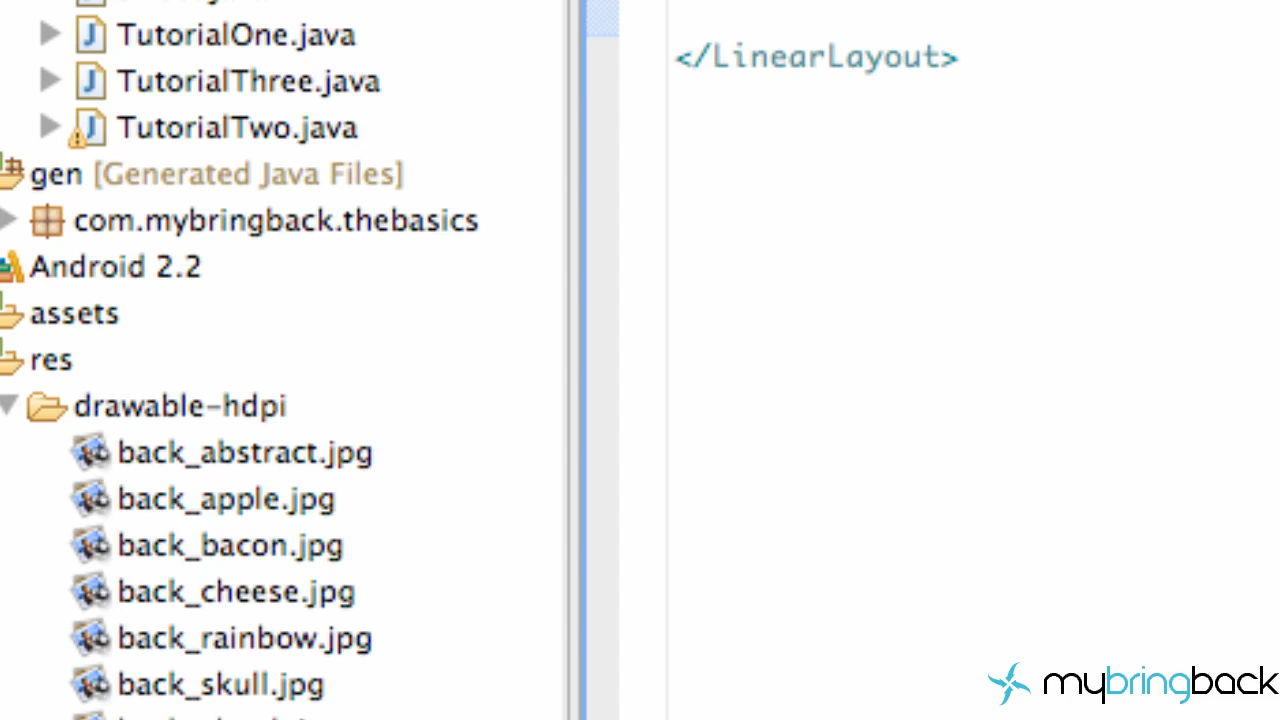 TutorialOne.java
TutorialThree.java
TutorialTwo.java
gen [Generated Java Files]
com.mybringback.thebasics
Android 2.2
assets
res
drawable-hdpi
back_abstract.jpg
back_apple.jpg
back_bacon.jpg
back_cheese.jpg
back_rainbow.jpg
back_skull.jpg
</LinearLayout>
mybringback